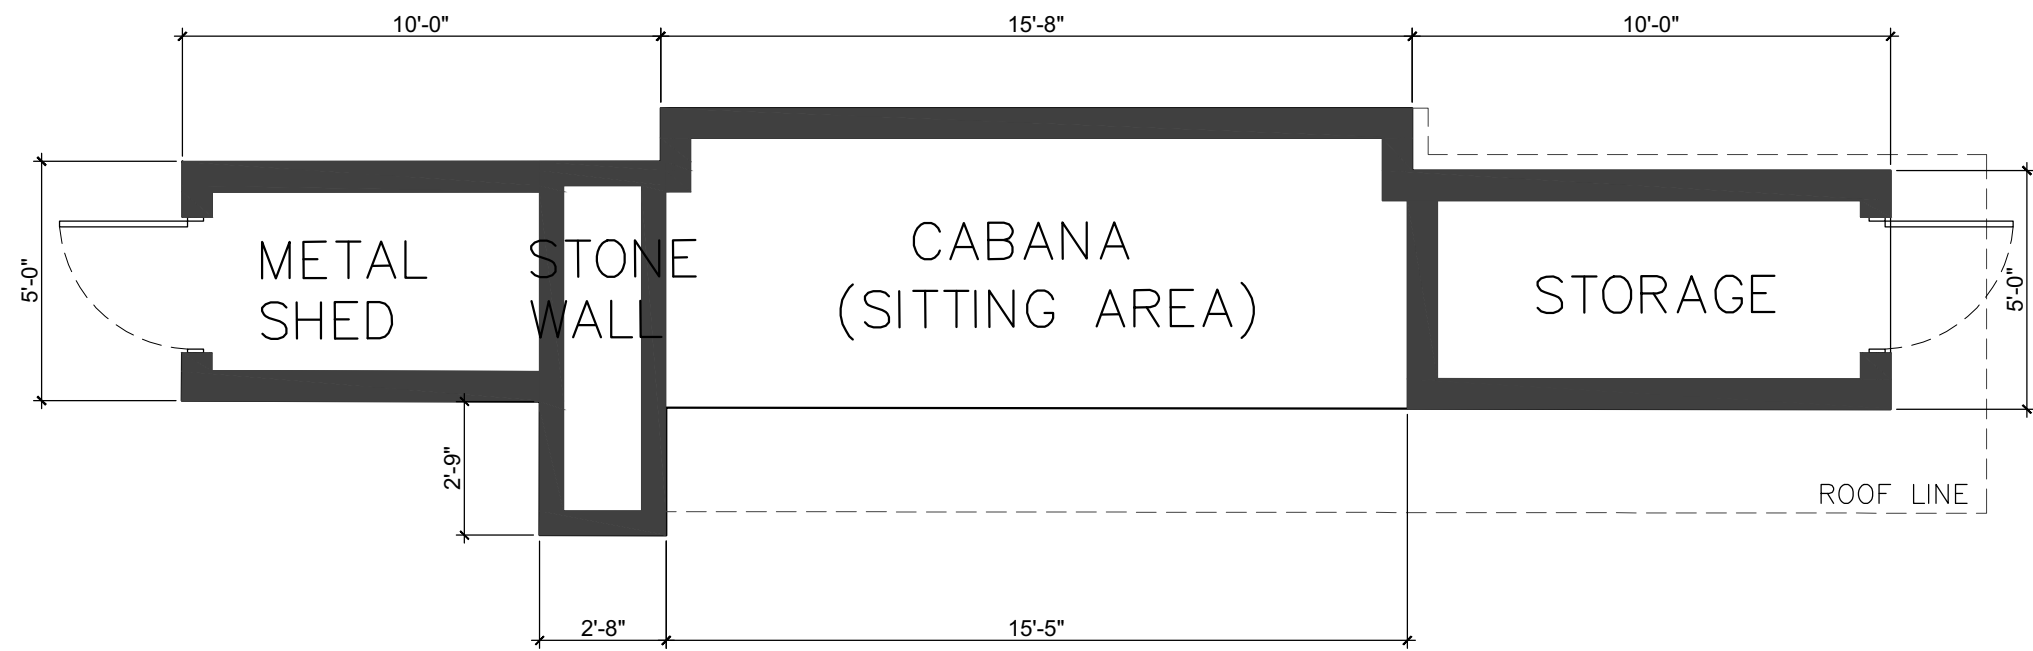 10'-0"
15'-8"
10'-0"
5'-0"
METAL
SHED
STONE
WALL
CABANA
(SITTING AREA)
STORAGE
5'-0"
2'-9"
ROOF LINE
2'-8"
15'-5"